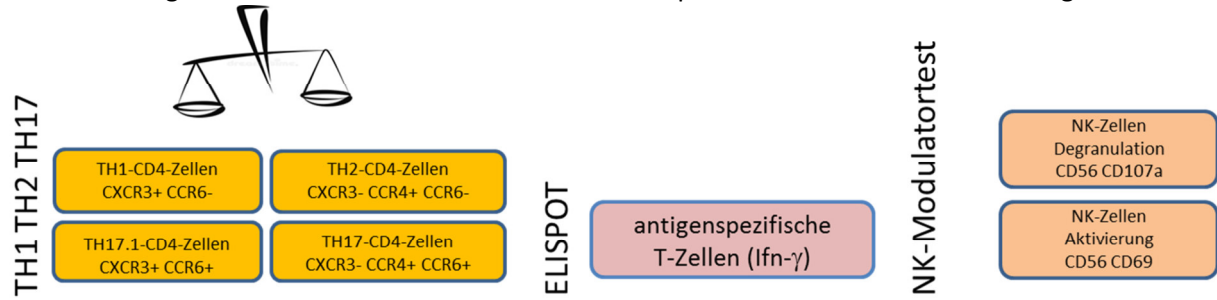 TH1 TH2 TH17
TH1-CD4-Zellen
CXCR3+ CCR6-
TH2-CD4-Zellen
CXCR3- CCR4+ CCR6-
TH17.1-CD4-Zellen
CXCR3+ CCR6+
TH17-CD4-Zellen
CXCR3- CCR4+ CCR6+
ELISPOT
antigenspezifische
T-Zellen (Ifn-γ)
NK-Modulatortest
NK-Zellen
Degranulation
CD56 CD107a
NK-Zellen
Aktivierung
CD56 CD69